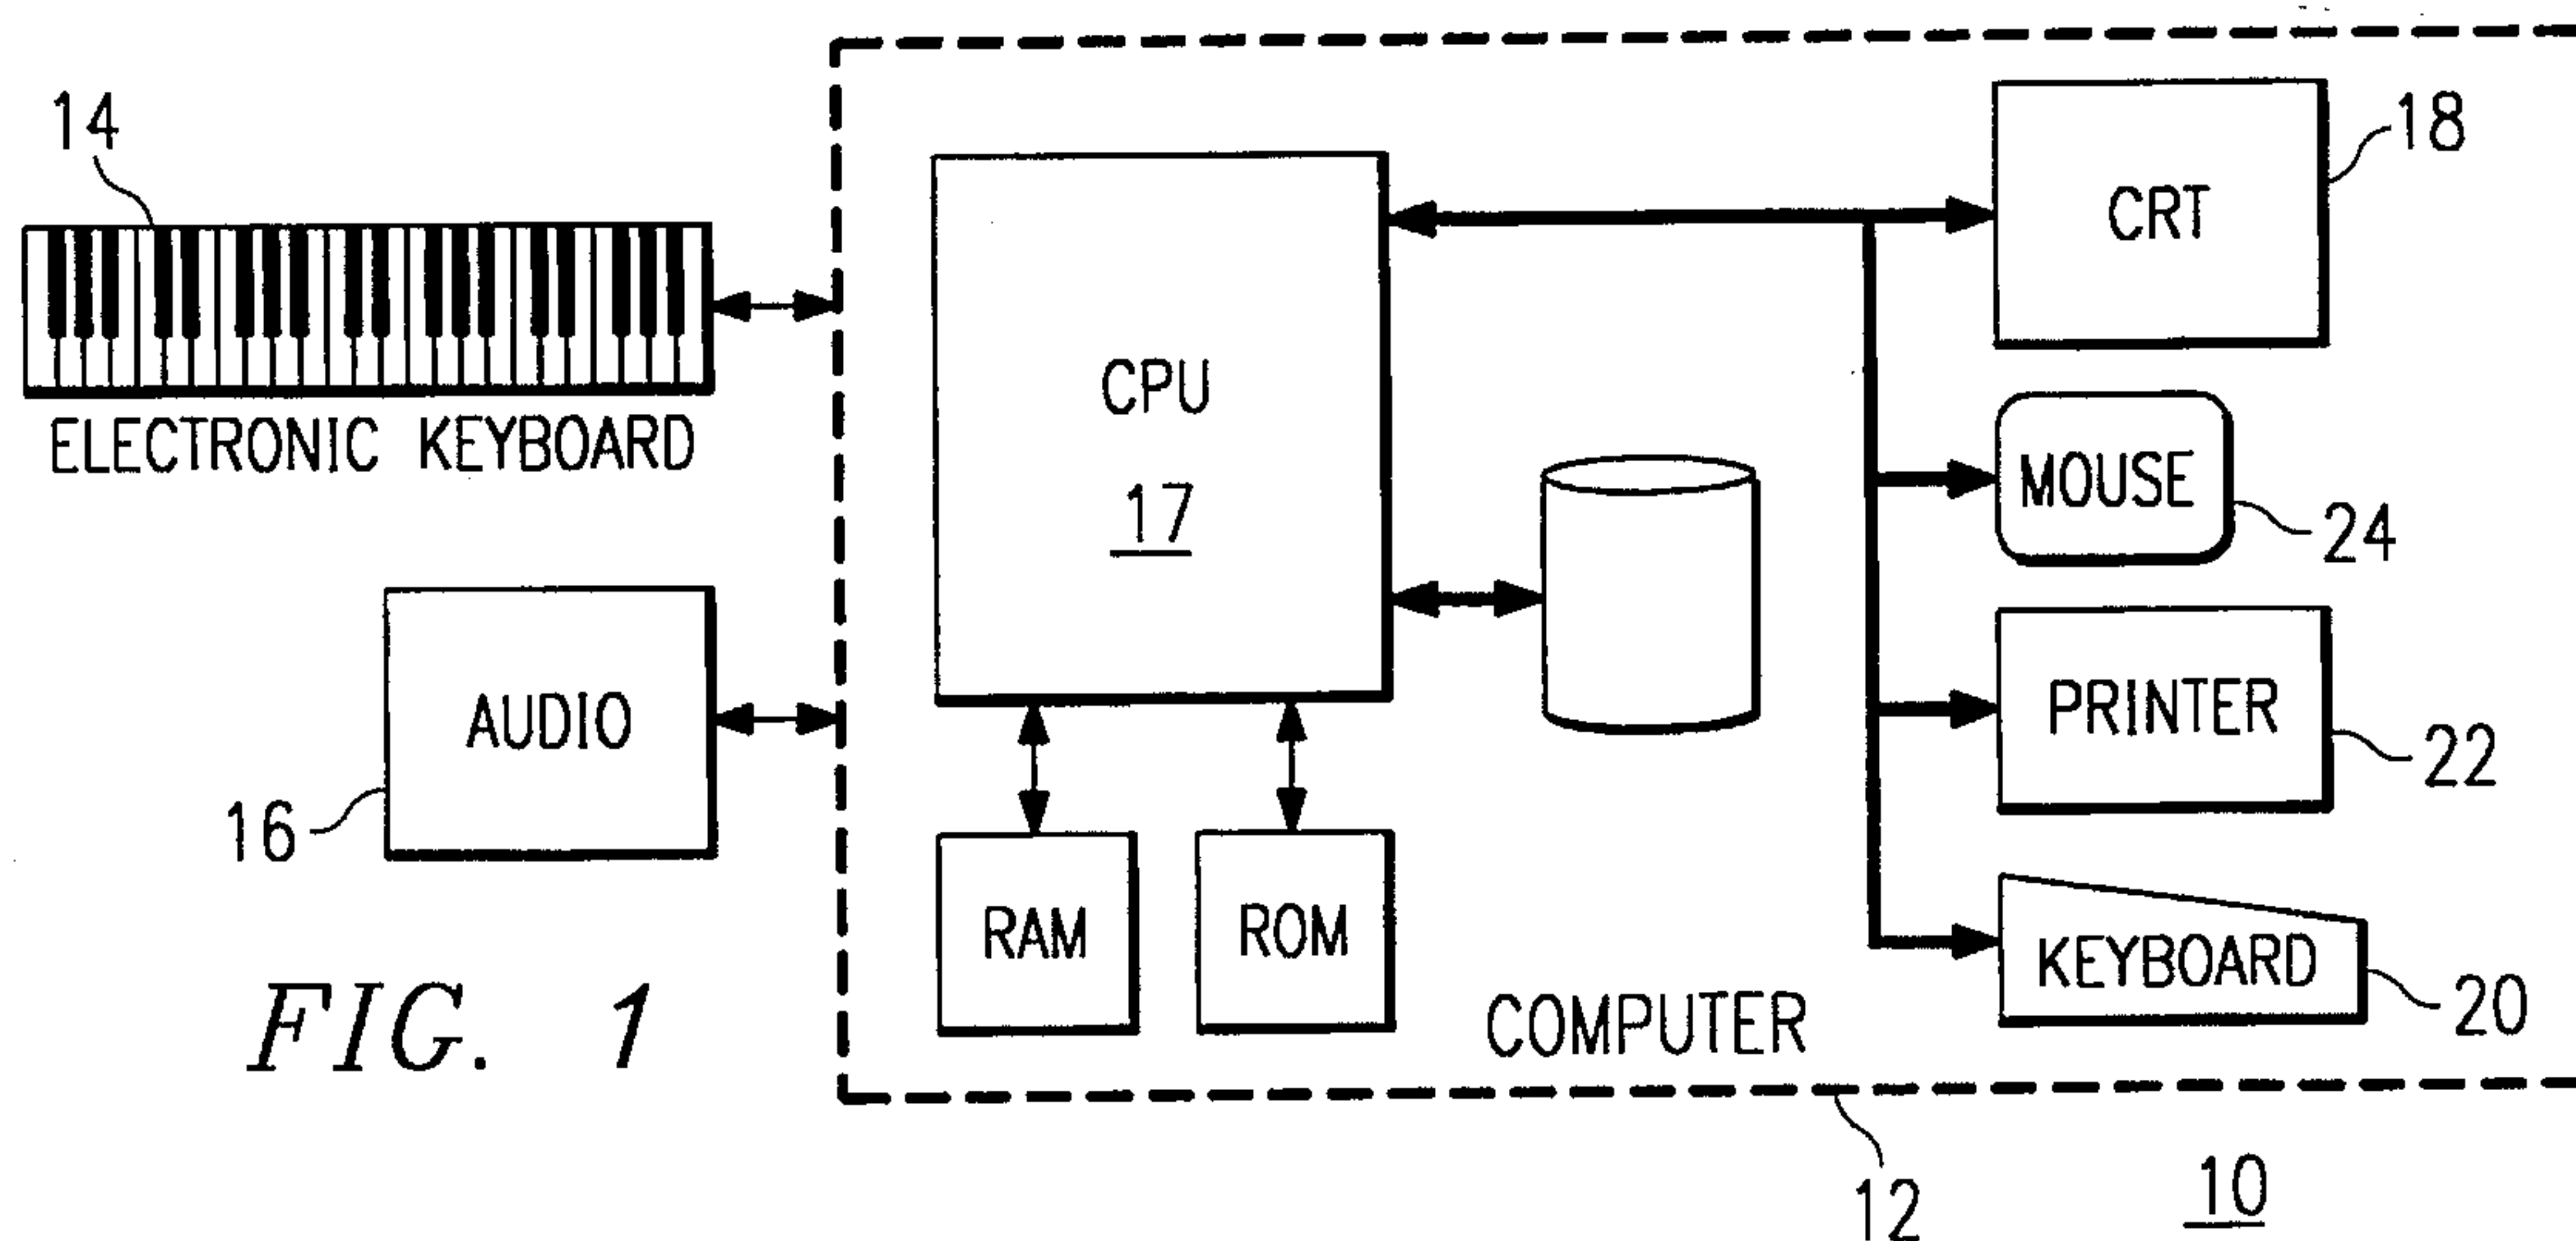 14
ELECTRONIC KEYBOARD
AUDIO
16
FIG. 1
CPU
17
RAM
ROM
COMPUTER
CRT
18
MOUSE
24
PRINTER
22
KEYBOARD
20
12
10